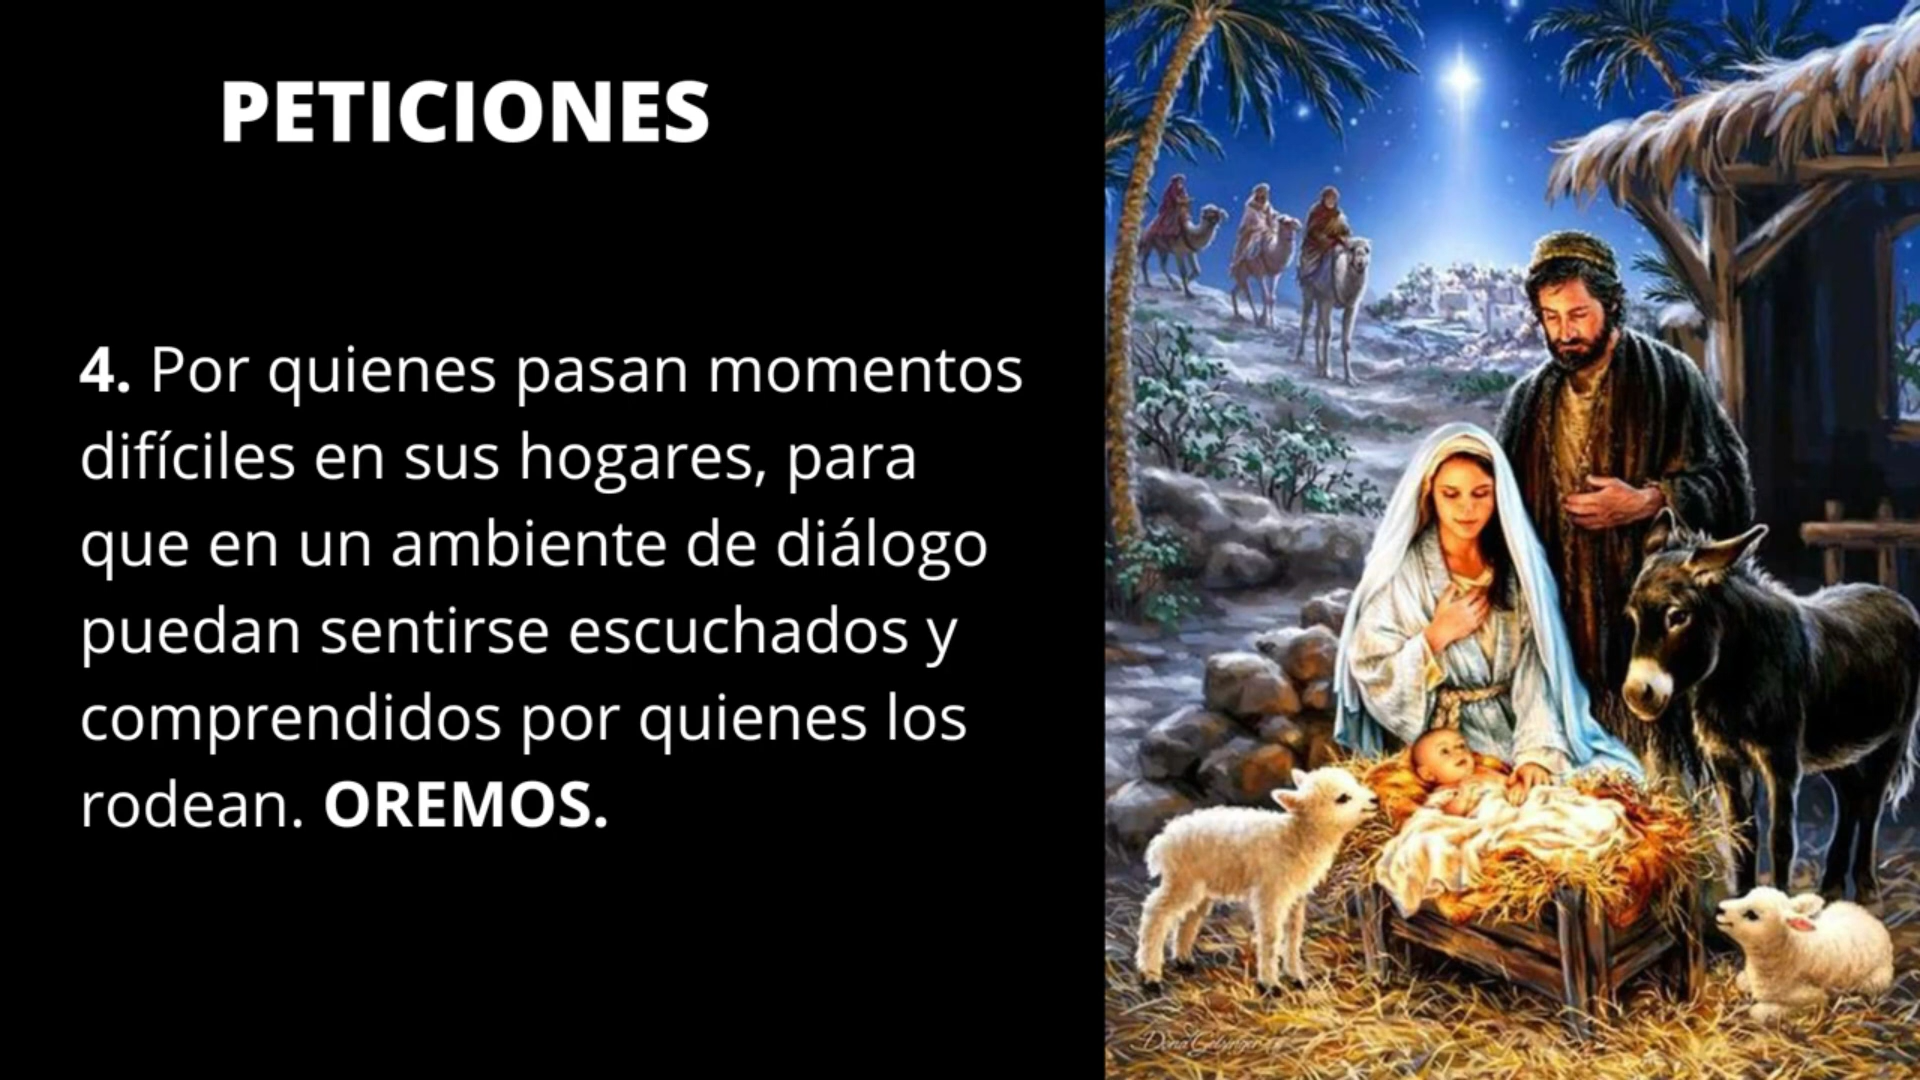 PETICIONES
4. Por quienes pasan momentos
difíciles en sus hogares, para
que en un ambiente de diálogo
puedan sentirse escuchados y
comprendidos por quienes los
rodean. OREMOS.